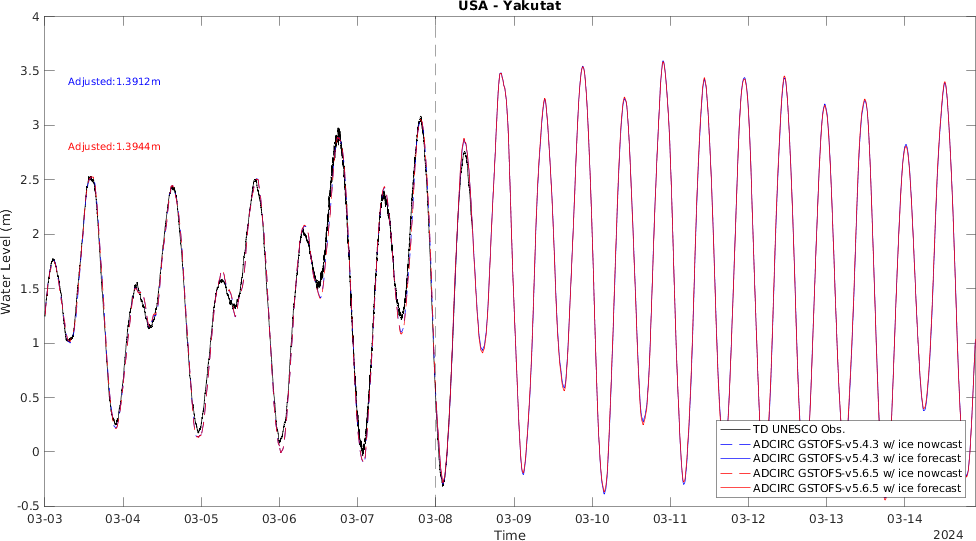 USA - Yakutat
4
3.5
3
2.5
2
1.5
1
0.5
0
-0.5
Water Level (m)
Adjusted:1.3912m
Adjusted:1.3944m
TD UNESCO Obs.
ADCIRC GSTOFS-v5.4.3 w/ ice nowcast
ADCIRC GSTOFS-v5.4.3 w/ ice forecast
ADCIRC GSTOFS-v5.6.5 w/ ice nowcast
ADCIRC GSTOFS-v5.6.5 w/ ice forecast
03-03 03-04 03-05 03-06 03-07 03-08 03-09 03-10 03-11 03-12 03-13 03-14
Time
2024